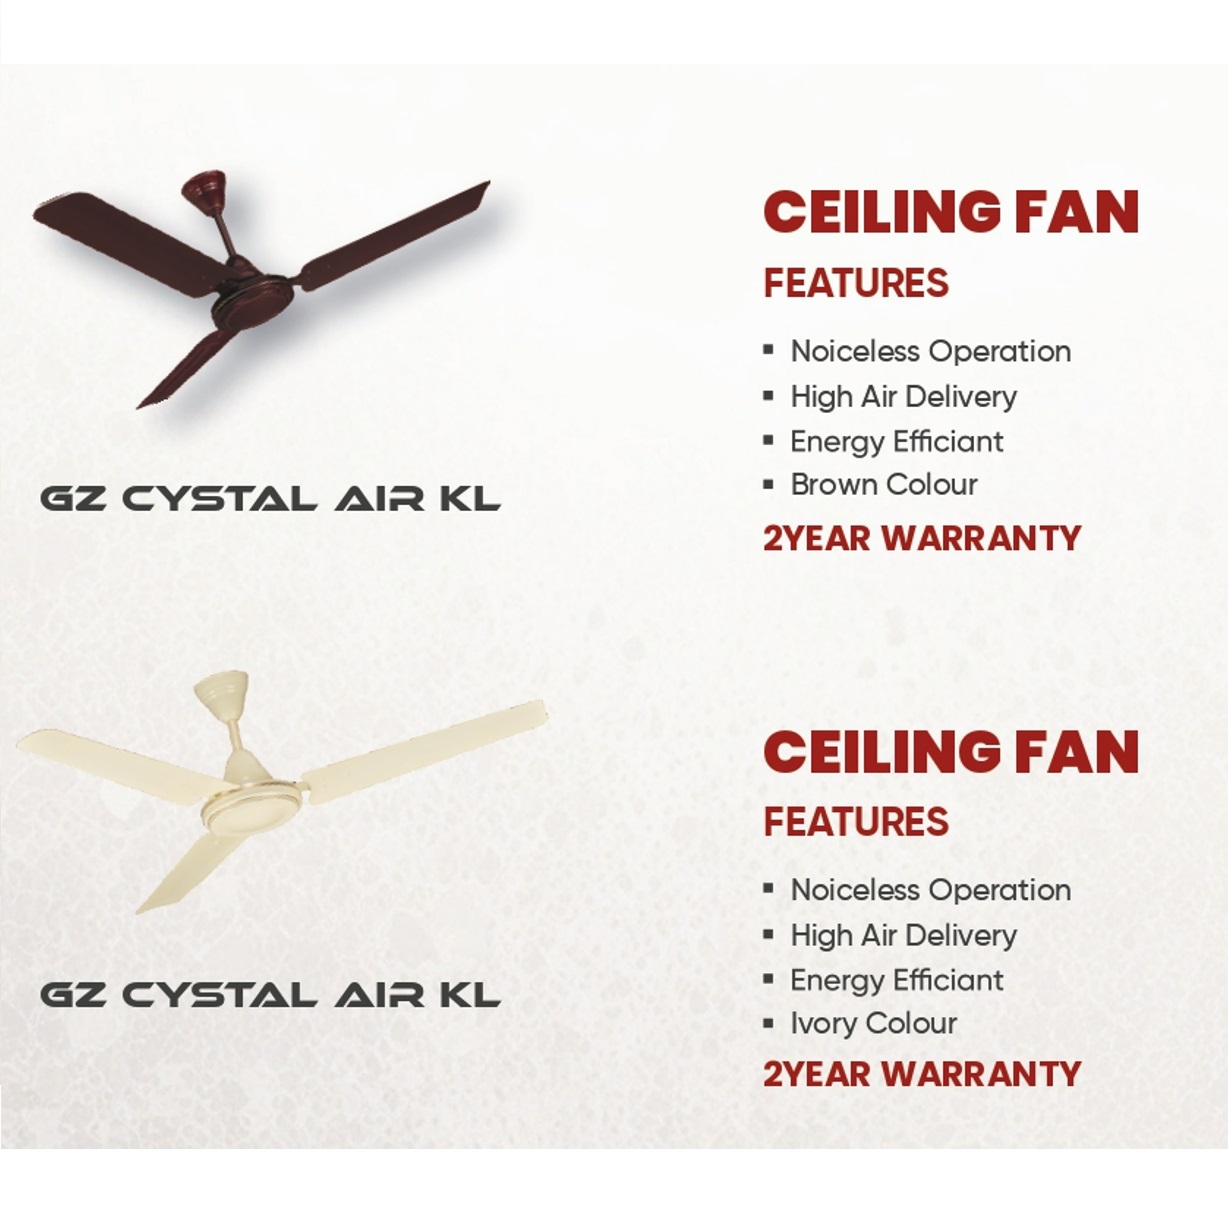 CEILING FAN
FEATURES
▪ Noiceless Operation
▪ High Air Delivery
▪ Energy Efficiant
▪ Brown Colour
2YEAR WARRANTY
GZ CYSTAL AIR KL
CEILING FAN
FEATURES
▪ Noiceless Operation
▪ High Air Delivery
▪ Energy Efficiant
▪ Ivory Colour
2YEAR WARRANTY
GZ CYSTAL AIR KL